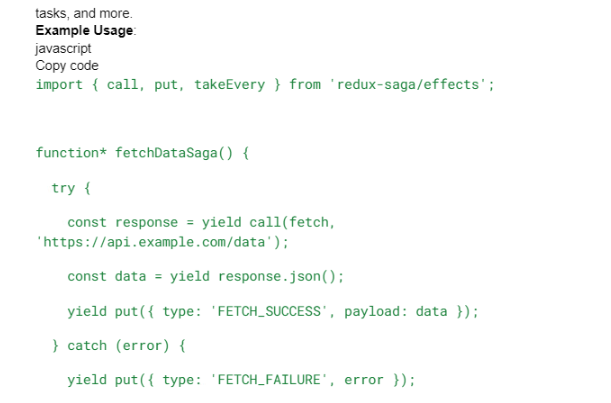 tasks, and more.
Example Usage:
javascript
Copy code
import { call, put, takeEvery } from 'redux-saga/effects';
function* fetchDataSaga() {
try {
const response = yield call(fetch,
'https://api.example.com/data');
const data = yield response.json();
yield put({ type: 'FETCH_SUCCESS', payload: data });
} catch (error) {
yield put({ type: 'FETCH_FAILURE', error });